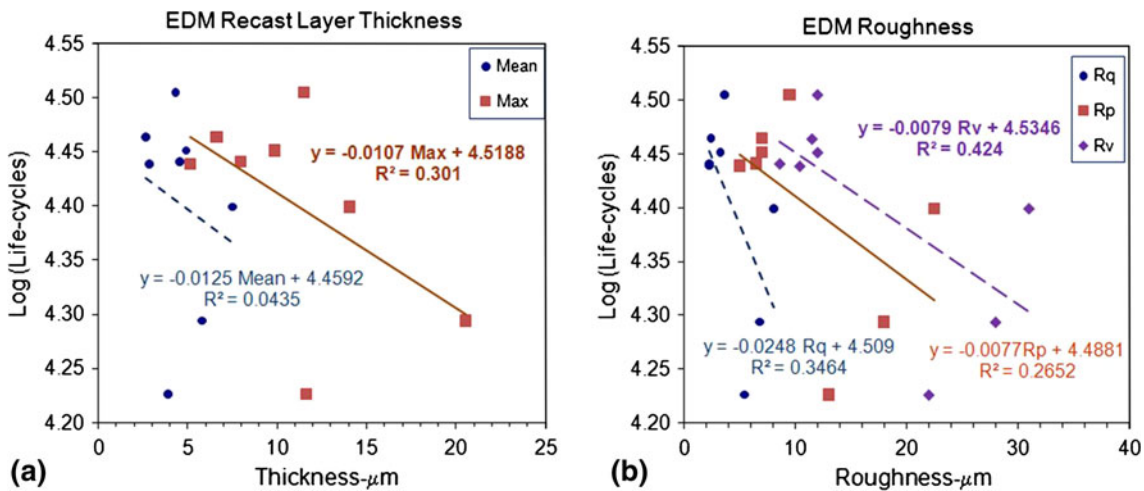 EDM Recast Layer Thickness
4.55
4.50
4.45
4.40
4.35
4.30
4.25
4.20
Log (Life-cycles)
Mean
Max
y = -0.0107 Max + 4.5188
R² = 0.301
y = -0.0125 Mean + 4.4592
R² = 0.0435
0 5 10 15 20 25
(a) Thickness-μm
EDM Roughness
4.55
4.50
4.45
4.40
4.35
4.30
4.25
4.20
Log (Life-cycles)
Rq
Rp
Rv
y = -0.0079 Rv + 4.5346
R² = 0.424
y = -0.0248 Rq + 4.509
R² = 0.3464
y = -0.0077Rp + 4.4881
R² = 0.2652
0 10 20 30 40
(b) Roughness-μm